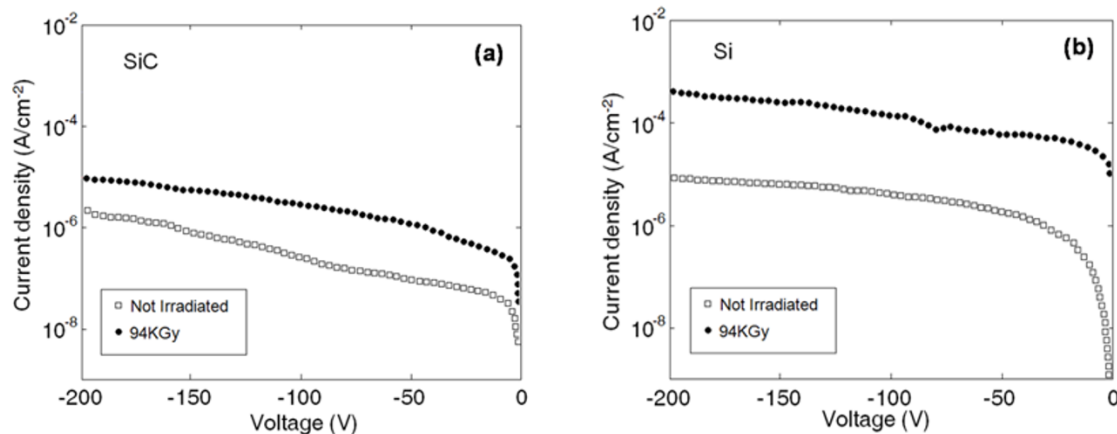 (a)
SiC
Current density (A/cm-2)
10-2
10-4
10-6
10-8
Not Irradiated
94KGy
-200
-150
-100
-50
0
Voltage (V)
(b)
Si
Current density (A/cm-2)
10-2
10-4
10-6
10-8
Not Irradiated
94KGy
-200
-150
-100
-50
0
Voltage (V)